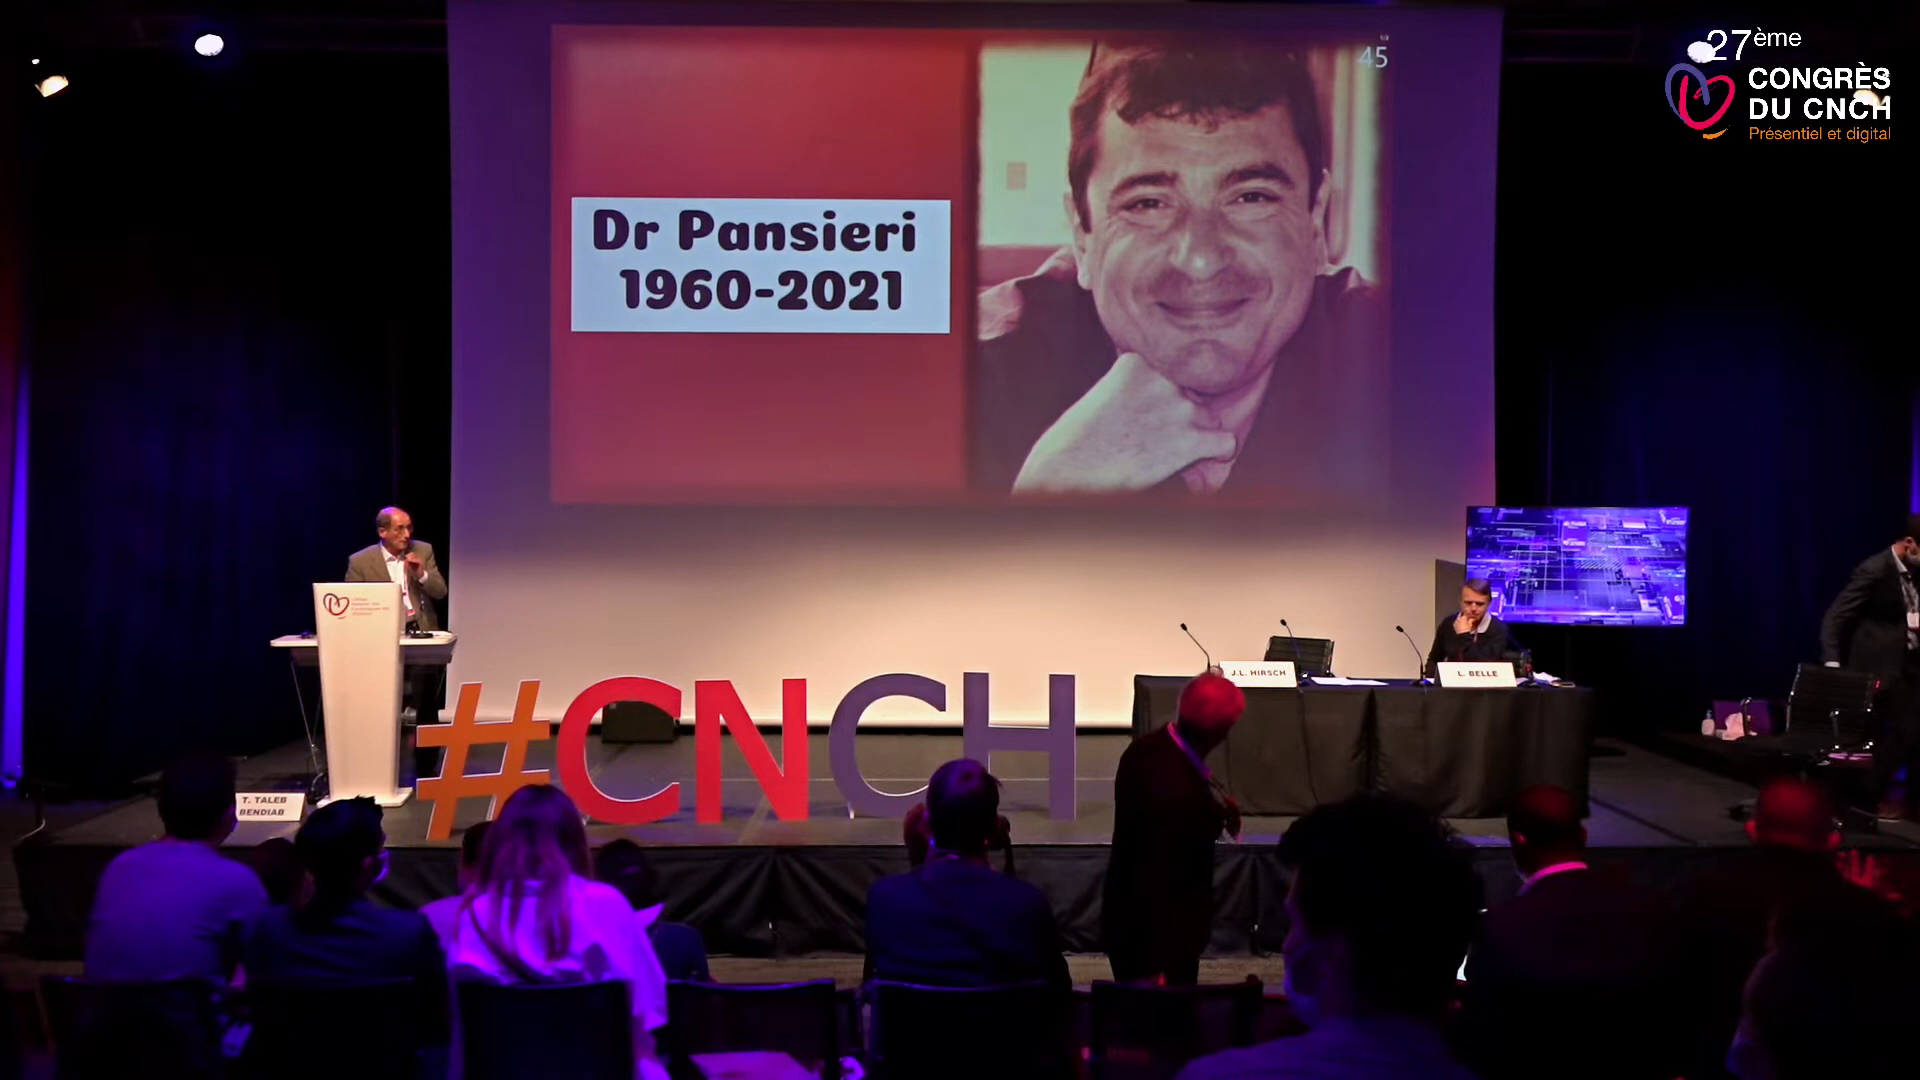 27ème
CONGRÈS
DU CNCH
Présentiel et digital
45
Dr Pansieri
1960-2021
J.L. HIRSCH
L. BELLE
#CNCH
T. TALEB
BENDIAB